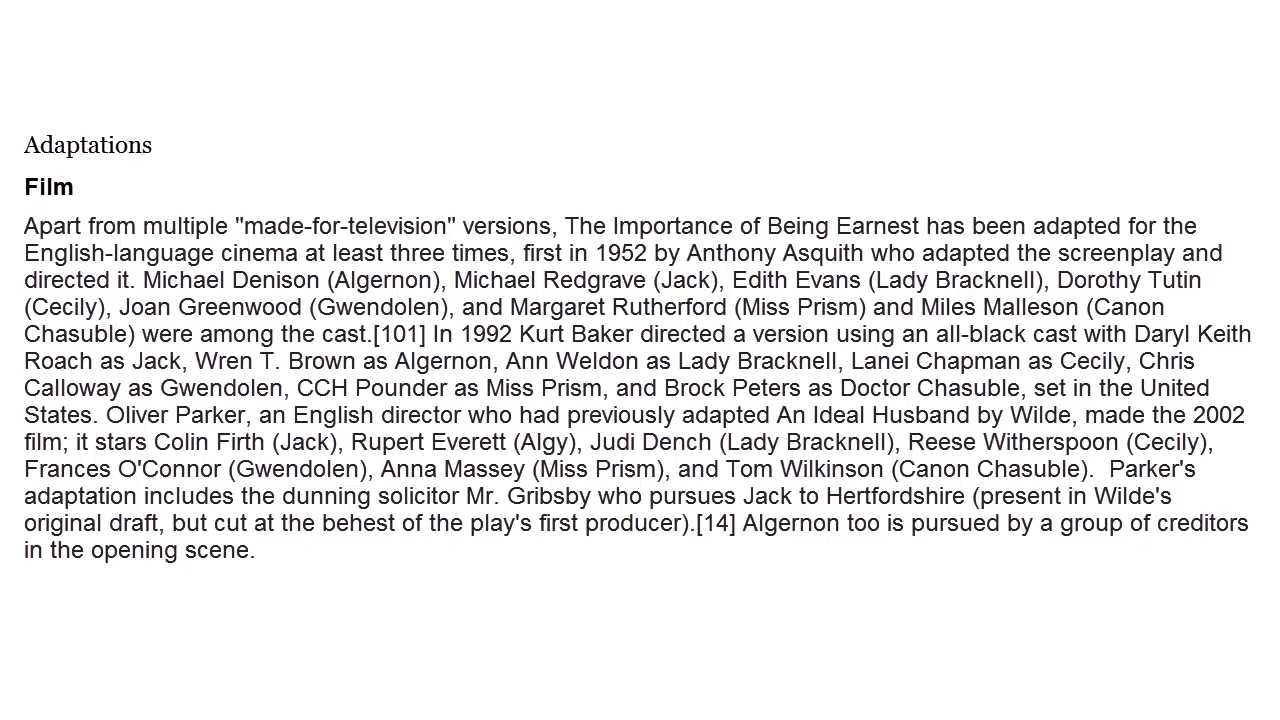 Adaptations
Film
Apart from multiple "made-for-television" versions, The Importance of Being Earnest has been adapted for the
English-language cinema at least three times, first in 1952 by Anthony Asquith who adapted the screenplay and
directed it. Michael Denison (Algernon), Michael Redgrave (Jack), Edith Evans (Lady Bracknell), Dorothy Tutin
(Cecily), Joan Greenwood (Gwendolen), and Margaret Rutherford (Miss Prism) and Miles Malleson (Canon
Chasuble) were among the cast.[101] In 1992 Kurt Baker directed a version using an all-black cast with Daryl Keith
Roach as Jack, Wren T. Brown as Algernon, Ann Weldon as Lady Bracknell, Lanei Chapman as Cecily, Chris
Calloway as Gwendolen, CCH Pounder as Miss Prism, and Brock Peters as Doctor Chasuble, set in the United
States. Oliver Parker, an English director who had previously adapted An Ideal Husband by Wilde, made the 2002
film; it stars Colin Firth (Jack), Rupert Everett (Algy), Judi Dench (Lady Bracknell), Reese Witherspoon (Cecily),
Frances O'Connor (Gwendolen), Anna Massey (Miss Prism), and Tom Wilkinson (Canon Chasuble).  Parker's
adaptation includes the dunning solicitor Mr. Gribsby who pursues Jack to Hertfordshire (present in Wilde's
original draft, but cut at the behest of the play's first producer).[14] Algernon too is pursued by a group of creditors
in the opening scene.